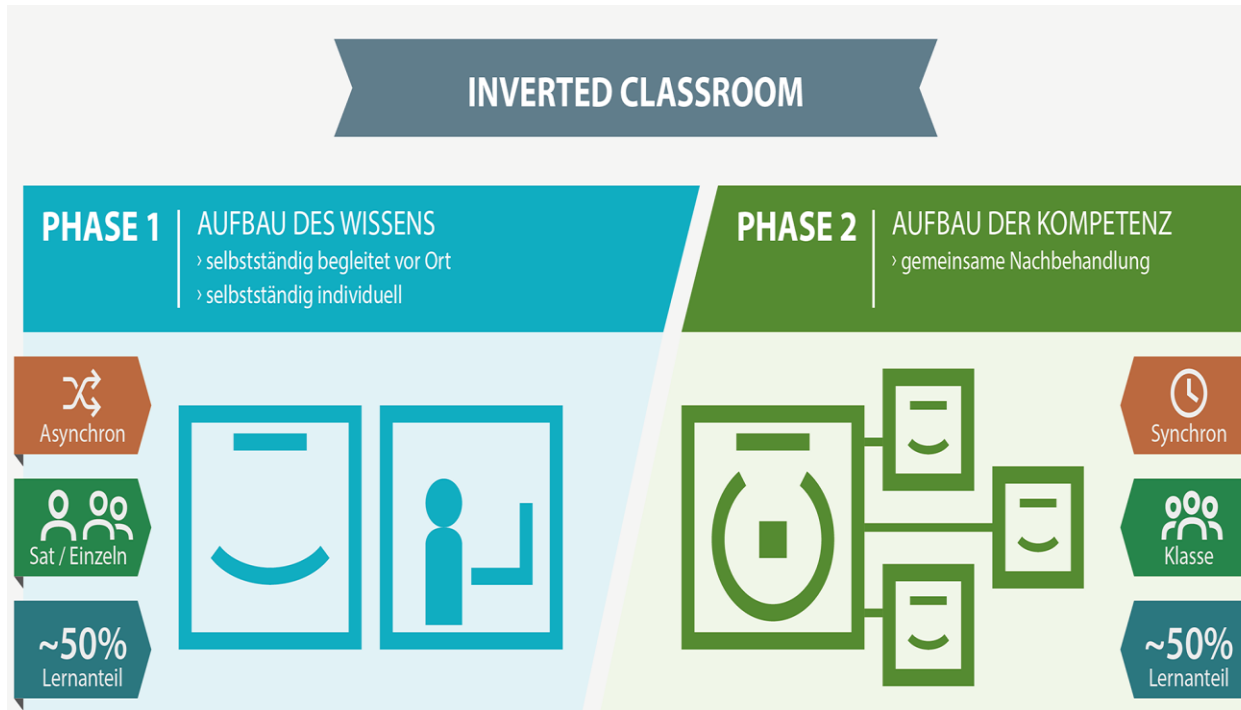 INVERTED CLASSROOM
PHASE 1
AUFBAU DES WISSENS
› selbstständig begleitet vor Ort
› selbstständig individuell
PHASE 2
AUFBAU DER KOMPETENZ
› gemeinsame Nachbehandlung
Asynchron
Sat / Einzeln
~50%
Lernanteil
Synchron
Klasse
~50%
Lernanteil